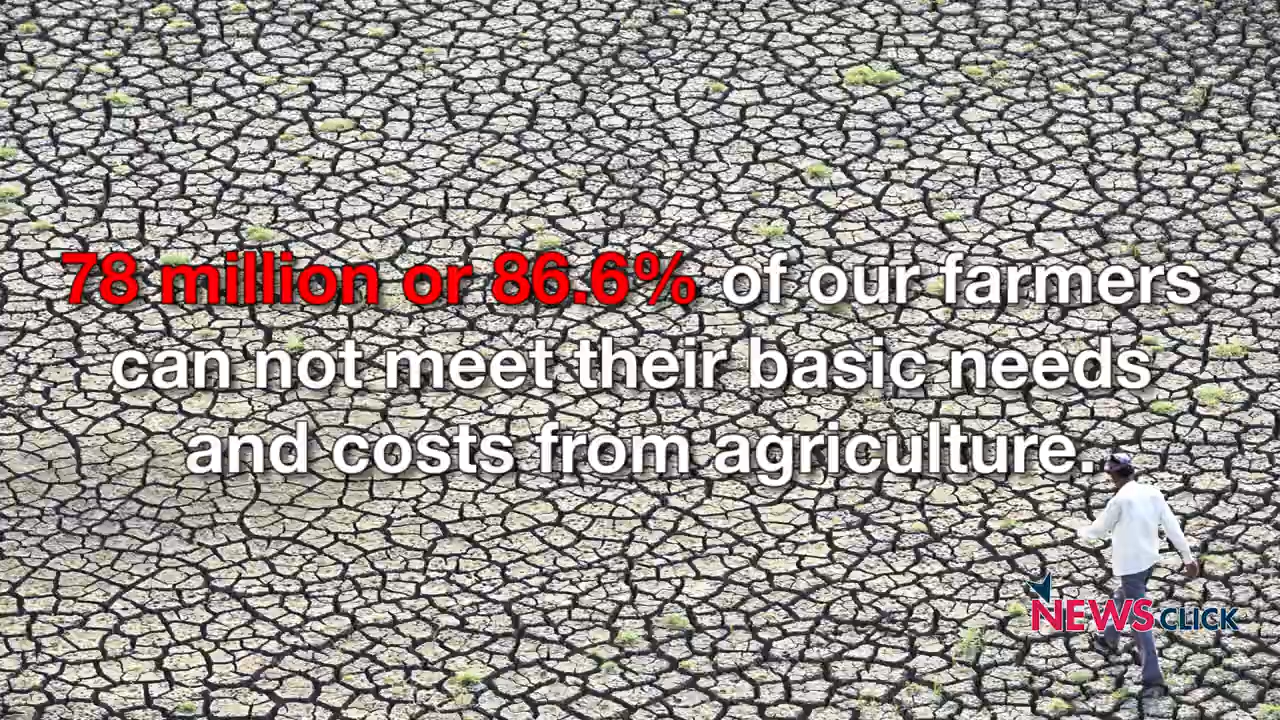 78 million or 86.6% of our farmers
can not meet their basic needs
and costs from agriculture.
NEWSCLICK